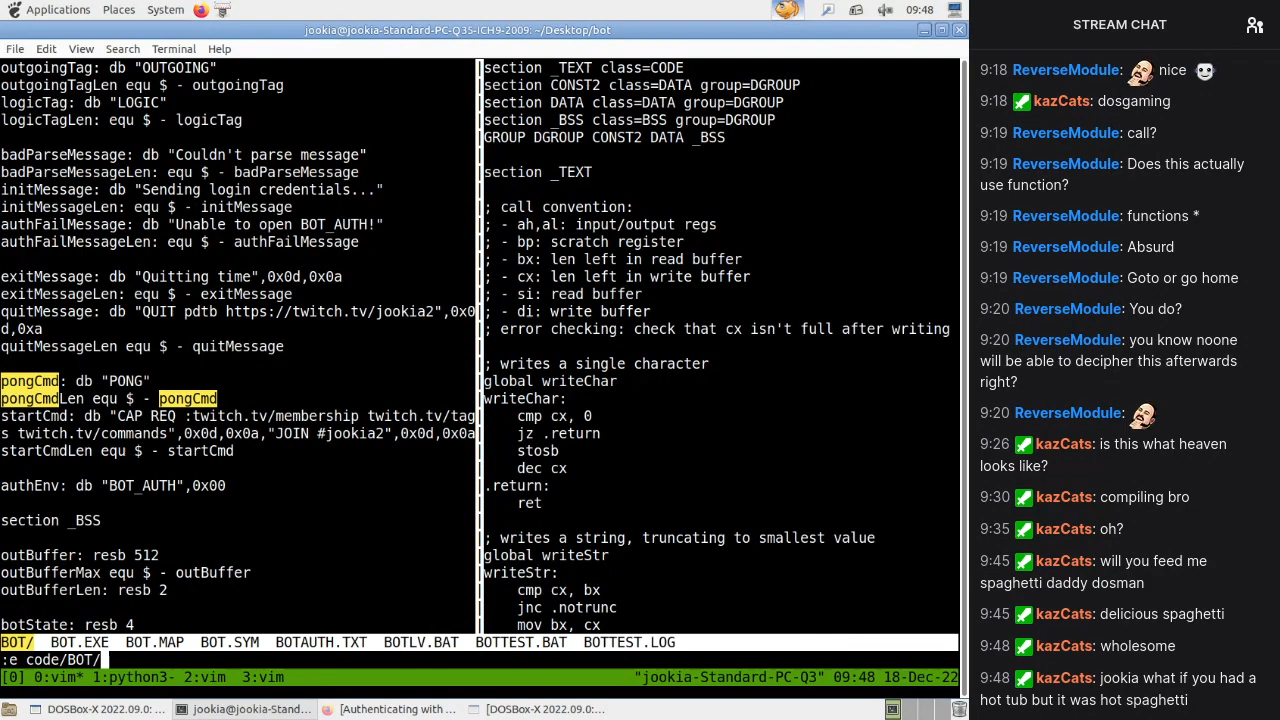 Applications Places System 09:48
jookia@jookia-Standard-PC-Q35-ICH9-2009: ~/Desktop/bot
File Edit View Search Terminal Help
outgoingTag: db "OUTGOING"
outgoingTagLen equ $ - outgoingTag
logicTag: db "LOGIC"
logicTagLen: equ $ - logicTag
badParseMessage: db "Couldn't parse message"
badParseMessageLen: equ $ - badParseMessage
initMessage: db "Sending login credentials..."
initMessageLen: equ $ - initMessage
authFailMessage: db "Unable to open BOT_AUTH!"
authFailMessageLen: equ $ - authFailMessage
exitMessage: db "Quitting time",0x0d,0x0a
exitMessageLen: equ $ - exitMessage
quitMessage: db "QUIT pdtb https://twitch.tv/jookia2",0x0
d,0xa
quitMessageLen equ $ - quitMessage
pongCmd: db "PONG"
pongCmdLen equ $ - pongCmd
startCmd: db "CAP REQ :twitch.tv/membership twitch.tv/tag
s twitch.tv/commands",0x0d,0x0a,"JOIN #jookia2",0x0d,0x0a
startCmdLen equ $ - startCmd
authEnv: db "BOT_AUTH",0x00
section _BSS
outBuffer: resb 512
outBufferMax equ $ - outBuffer
outBufferLen: resb 2
botState: resb 4
section _TEXT class=CODE
section CONST2 class=DATA group=DGROUP
section DATA class=DATA group=DGROUP
section _BSS class=BSS group=DGROUP
GROUP DGROUP CONST2 DATA _BSS
section _TEXT
; call convention:
; - ah,al: input/output regs
; - bp: scratch register
; - bx: len left in read buffer
; - cx: len left in write buffer
; - si: read buffer
; - di: write buffer
; error checking: check that cx isn't full after writing
; writes a single character
global writeChar
writeChar:
cmp cx, 0
jz .return
stosb
dec cx
.return:
ret
; writes a string, truncating to smallest value
global writeStr
writeStr:
cmp cx, bx
jnc .notrunc
mov bx, cx
BOT/ BOT.EXE BOT.MAP BOT.SYM BOTAUTH.TXT BOTLV.BAT BOTTEST.BAT BOTTEST.LOG
:e code/BOT/
[0] 0:vim* 1:python3- 2:vim 3:vim "jookia-Standard-PC-Q3" 09:48 18-Dec-22
DOSBox-X 2022.09.0: ... jookia@jookia-Stand... [Authenticating with ... [DOSBox-X 2022.09.0:...
STREAM CHAT
9:18 ReverseModule: nice
9:18 kazCats: dosgaming
9:19 ReverseModule: call?
9:19 ReverseModule: Does this actually
use function?
9:19 ReverseModule: functions *
9:19 ReverseModule: Absurd
9:19 ReverseModule: Goto or go home
9:20 ReverseModule: You do?
9:20 ReverseModule: you know noone
will be able to decipher this afterwards
right?
9:20 ReverseModule:
9:26 kazCats: is this what heaven
looks like?
9:30 kazCats: compiling bro
9:35 kazCats: oh?
9:45 kazCats: will you feed me
spaghetti daddy dosman
9:45 kazCats: delicious spaghetti
9:48 kazCats: wholesome
9:48 kazCats: jookia what if you had a
hot tub but it was hot spaghetti